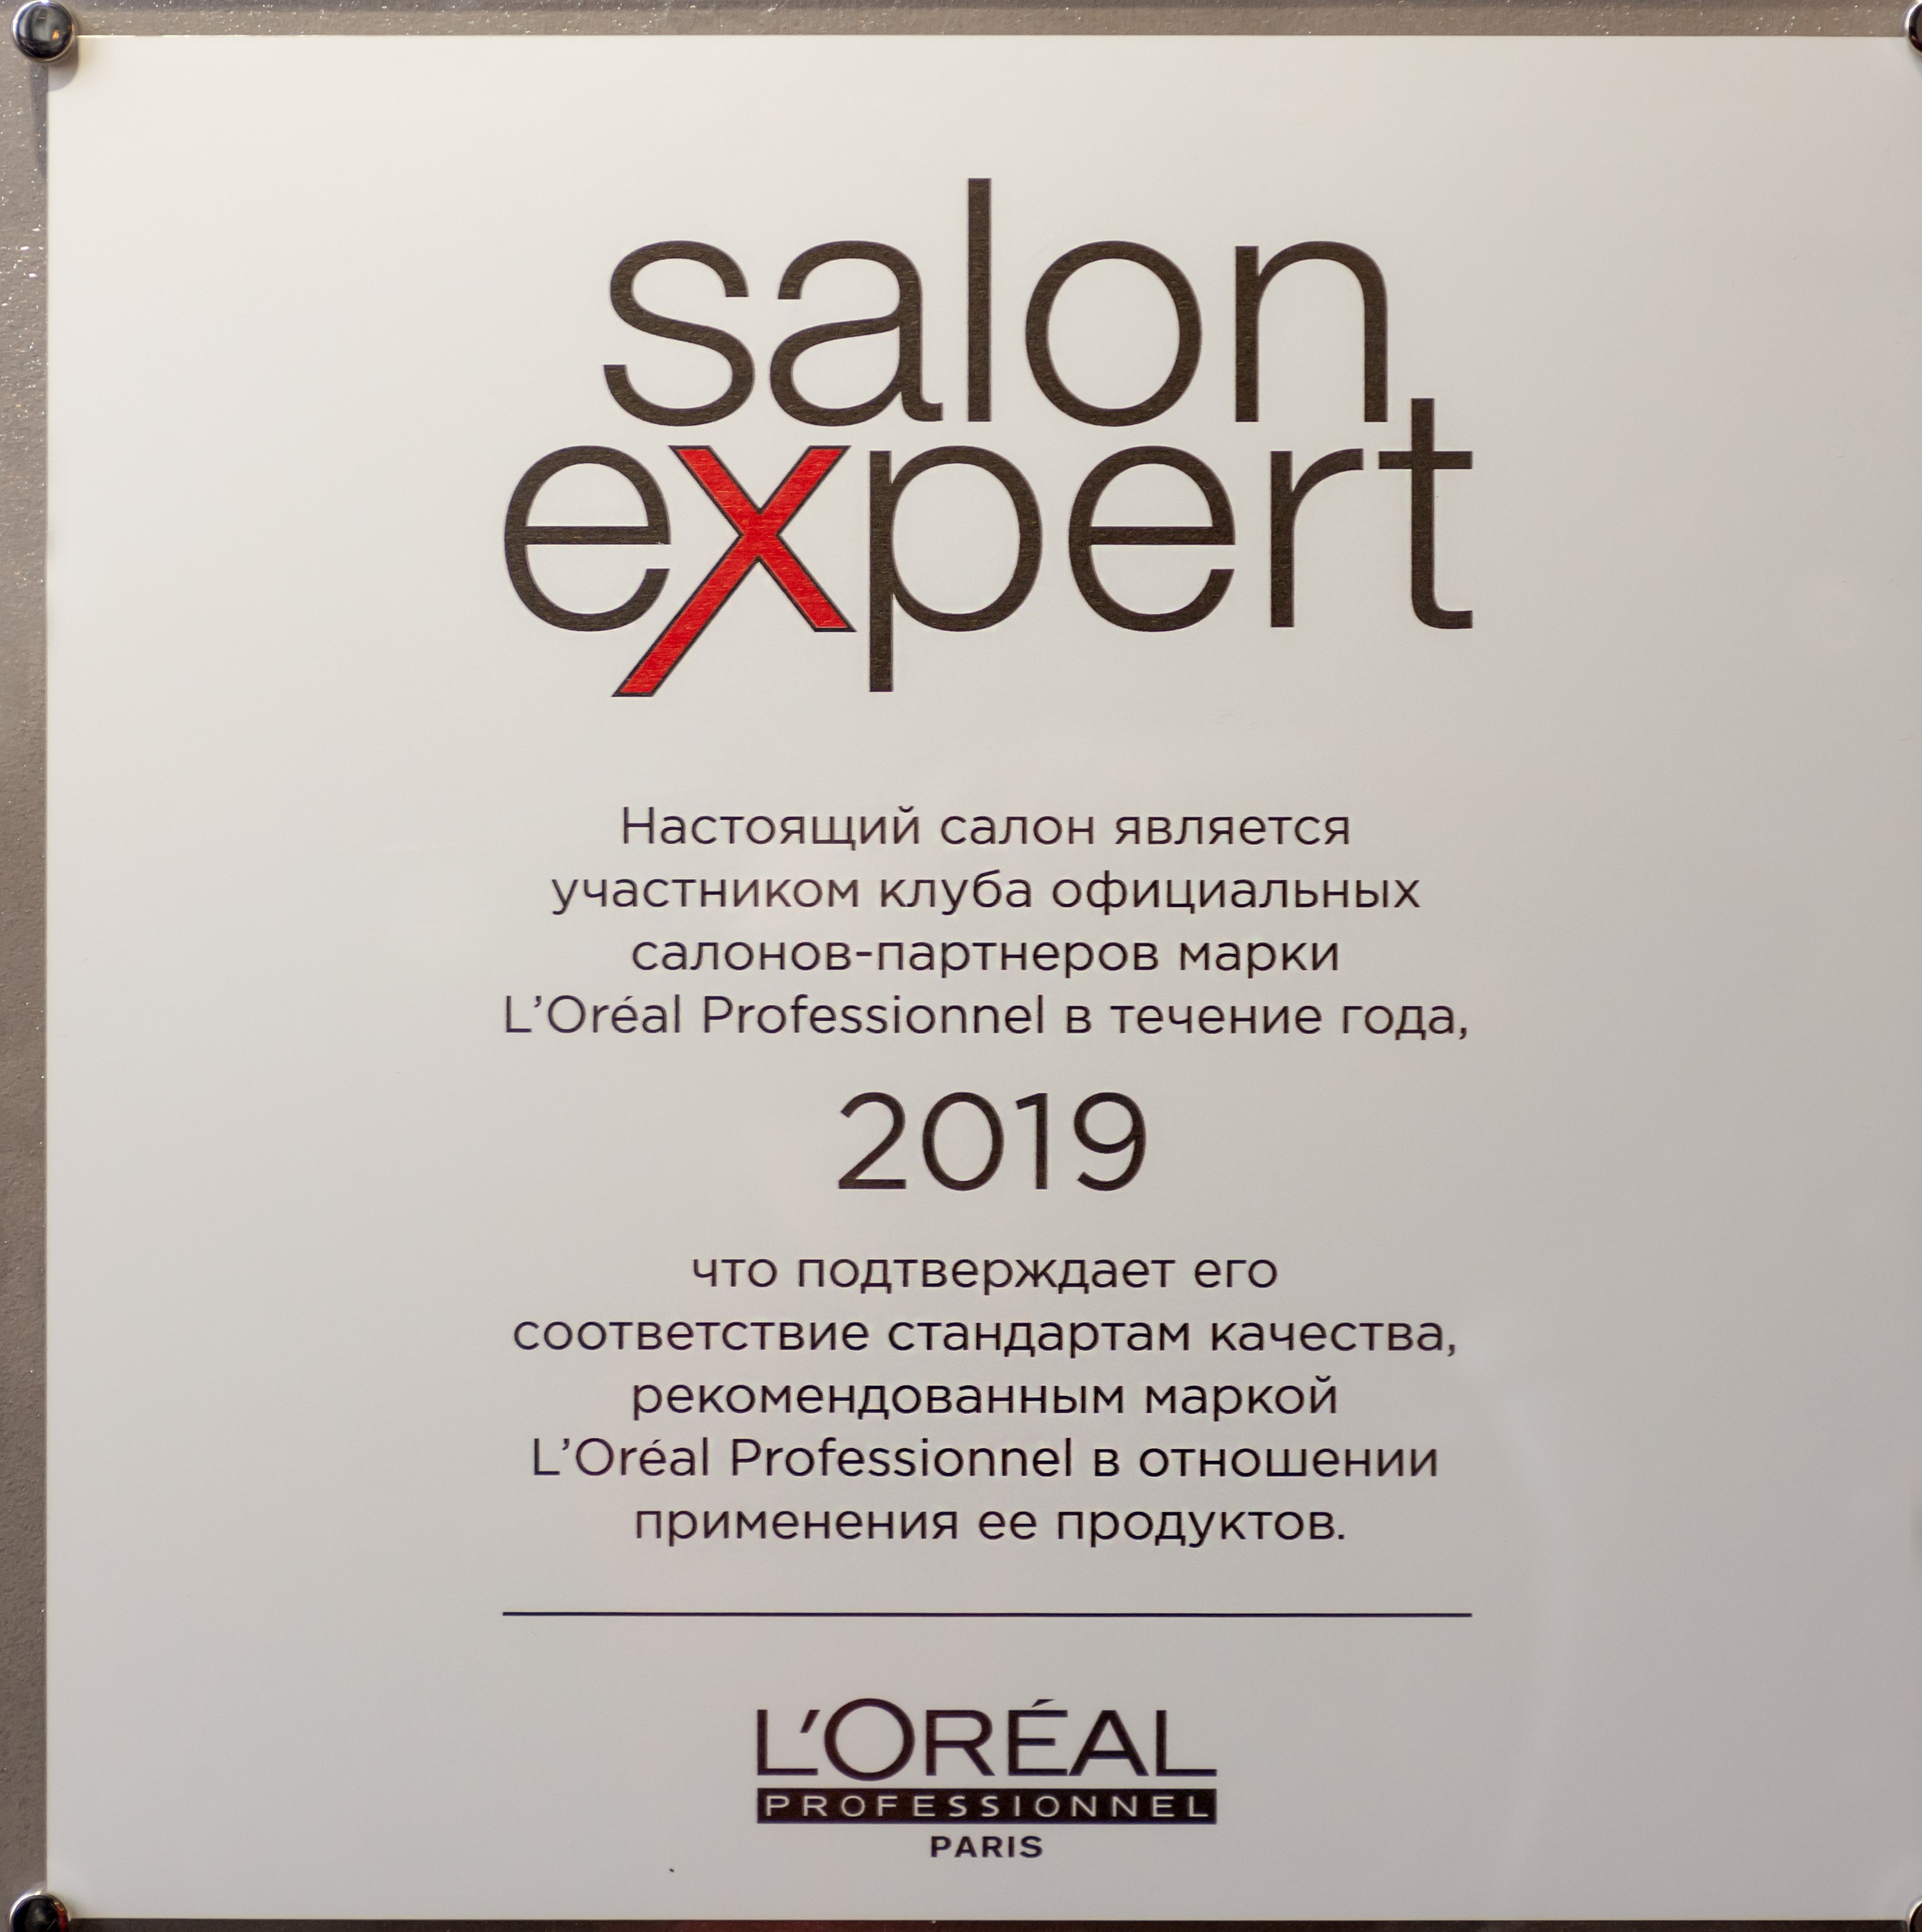 salon
expert
Настоящий салон является
участником клуба официальных
салонов-партнеров марки
L’Oréal Professionnel в течение года,
2019
что подтверждает его
соответствие стандартам качества,
рекомендованным маркой
L’Oréal Professionnel в отношении
применения ее продуктов.
L’ORÉAL
PROFESSIONNEL
PARIS